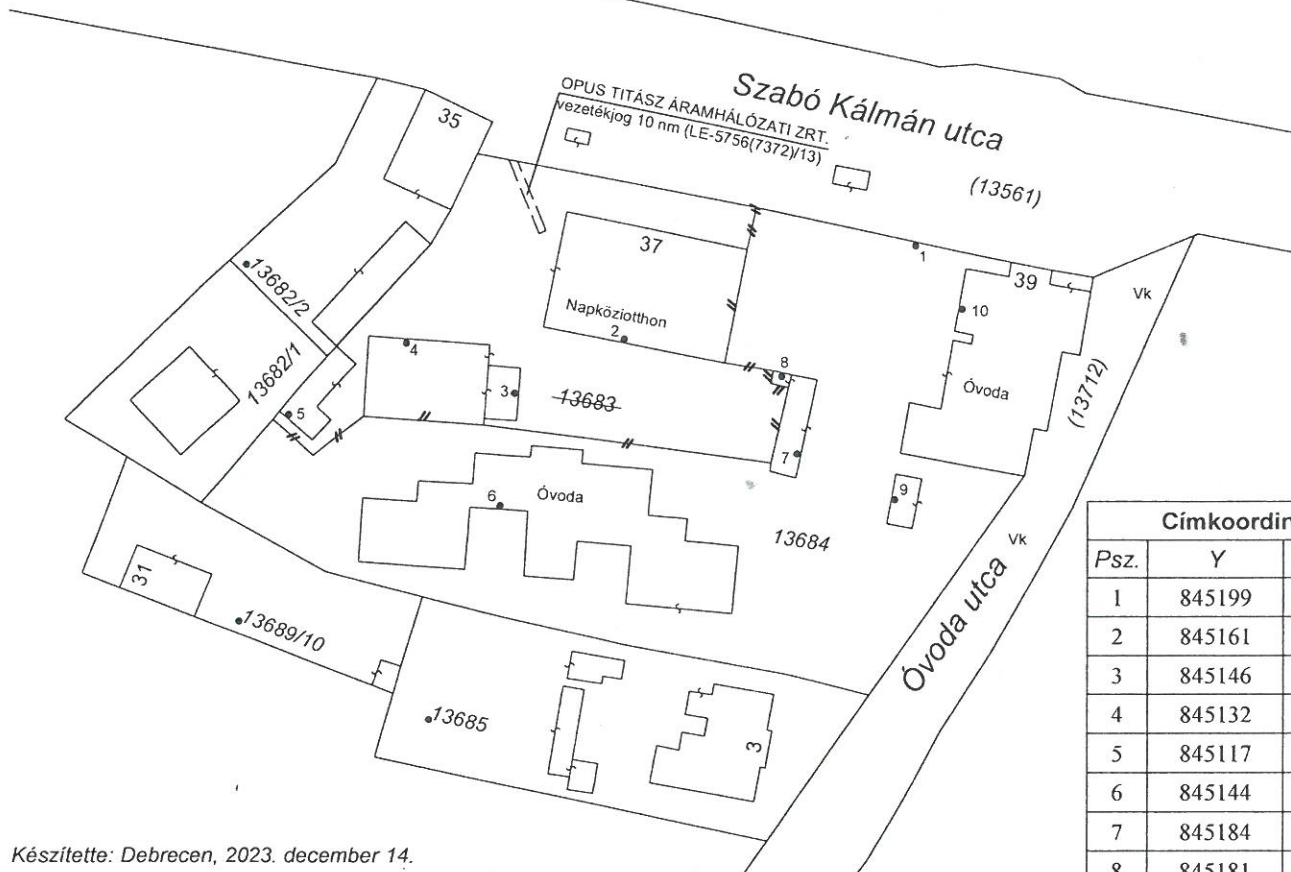 Szabó Kálmán utca
OPUS TITÁSZ ÁRAMHÁLÓZATI ZRT.
vezetékjog 10 nm (LE-5756(7372)/13)
(13561)
35
37
Napköziotthon
2
1
39
10
Óvoda
Vk
(13712)
13682/2
13682/1
4
3
5
13683
8
7
9
6
Óvoda
13684
Vk
Óvoda utca
31
13689/10
13685
3
Címkoordin
Psz. Y
1 845199
2 845161
3 845146
4 845132
5 845117
6 845144
7 845184
8 845181
Készítette: Debrecen, 2023. december 14.